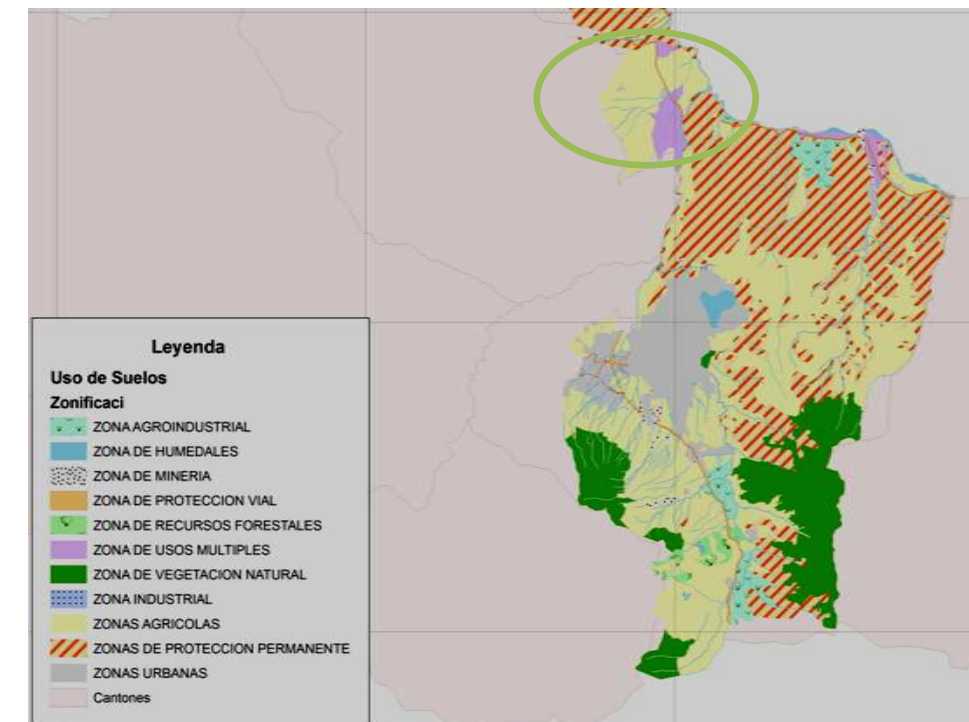 Leyenda
Uso de Suelos
Zonificaci
ZONA AGROINDUSTRIAL
ZONA DE HUMEDALES
ZONA DE MINERIA
ZONA DE PROTECCION VIAL
ZONA DE RECURSOS FORESTALES
ZONA DE USOS MULTIPLES
ZONA DE VEGETACION NATURAL
ZONA INDUSTRIAL
ZONAS AGRICOLAS
ZONAS DE PROTECCION PERMANENTE
ZONAS URBANAS
Cantones